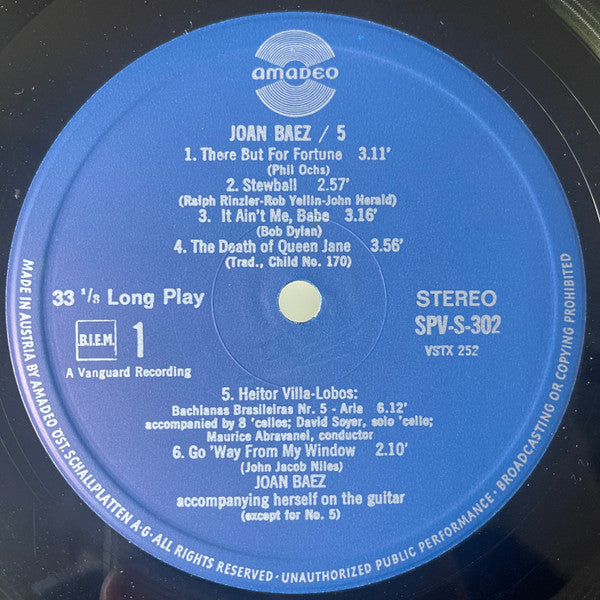 AMADEO
JOAN BAEZ / 5
1. There But For Fortune 3.11'
(Phil Ochs)
2. Stewball 2.57'
(Ralph Rinzler-Rob Yellin-John Herald)
3. It Ain't Me, Babe 3.16'
(Bob Dylan)
4. The Death of Queen Jane 3.56'
(Trad., Child No. 170)
33 1/3 Long Play
STEREO
B.I.E.M. 1
SPV-S-302
VSTX 252
A Vanguard Recording
5. Heitor Villa-Lobos:
Bachianas Brasileiras Nr. 5 - Aria 6.12'
accompanied by 8 'cellos; David Soyer, solo 'cello;
Maurice Abravanel, conductor
6. Go 'Way From My Window 2.10'
(John Jacob Niles)
JOAN BAEZ
accompanying herself on the guitar
(except for No. 5)
MADE IN AUSTRIA BY AMADEO ÖST. SCHALLPLATTEN A·G· ALL RIGHTS RESERVED · UNAUTHORIZED PUBLIC PERFORMANCE · BROADCASTING OR COPYING PROHIBITED